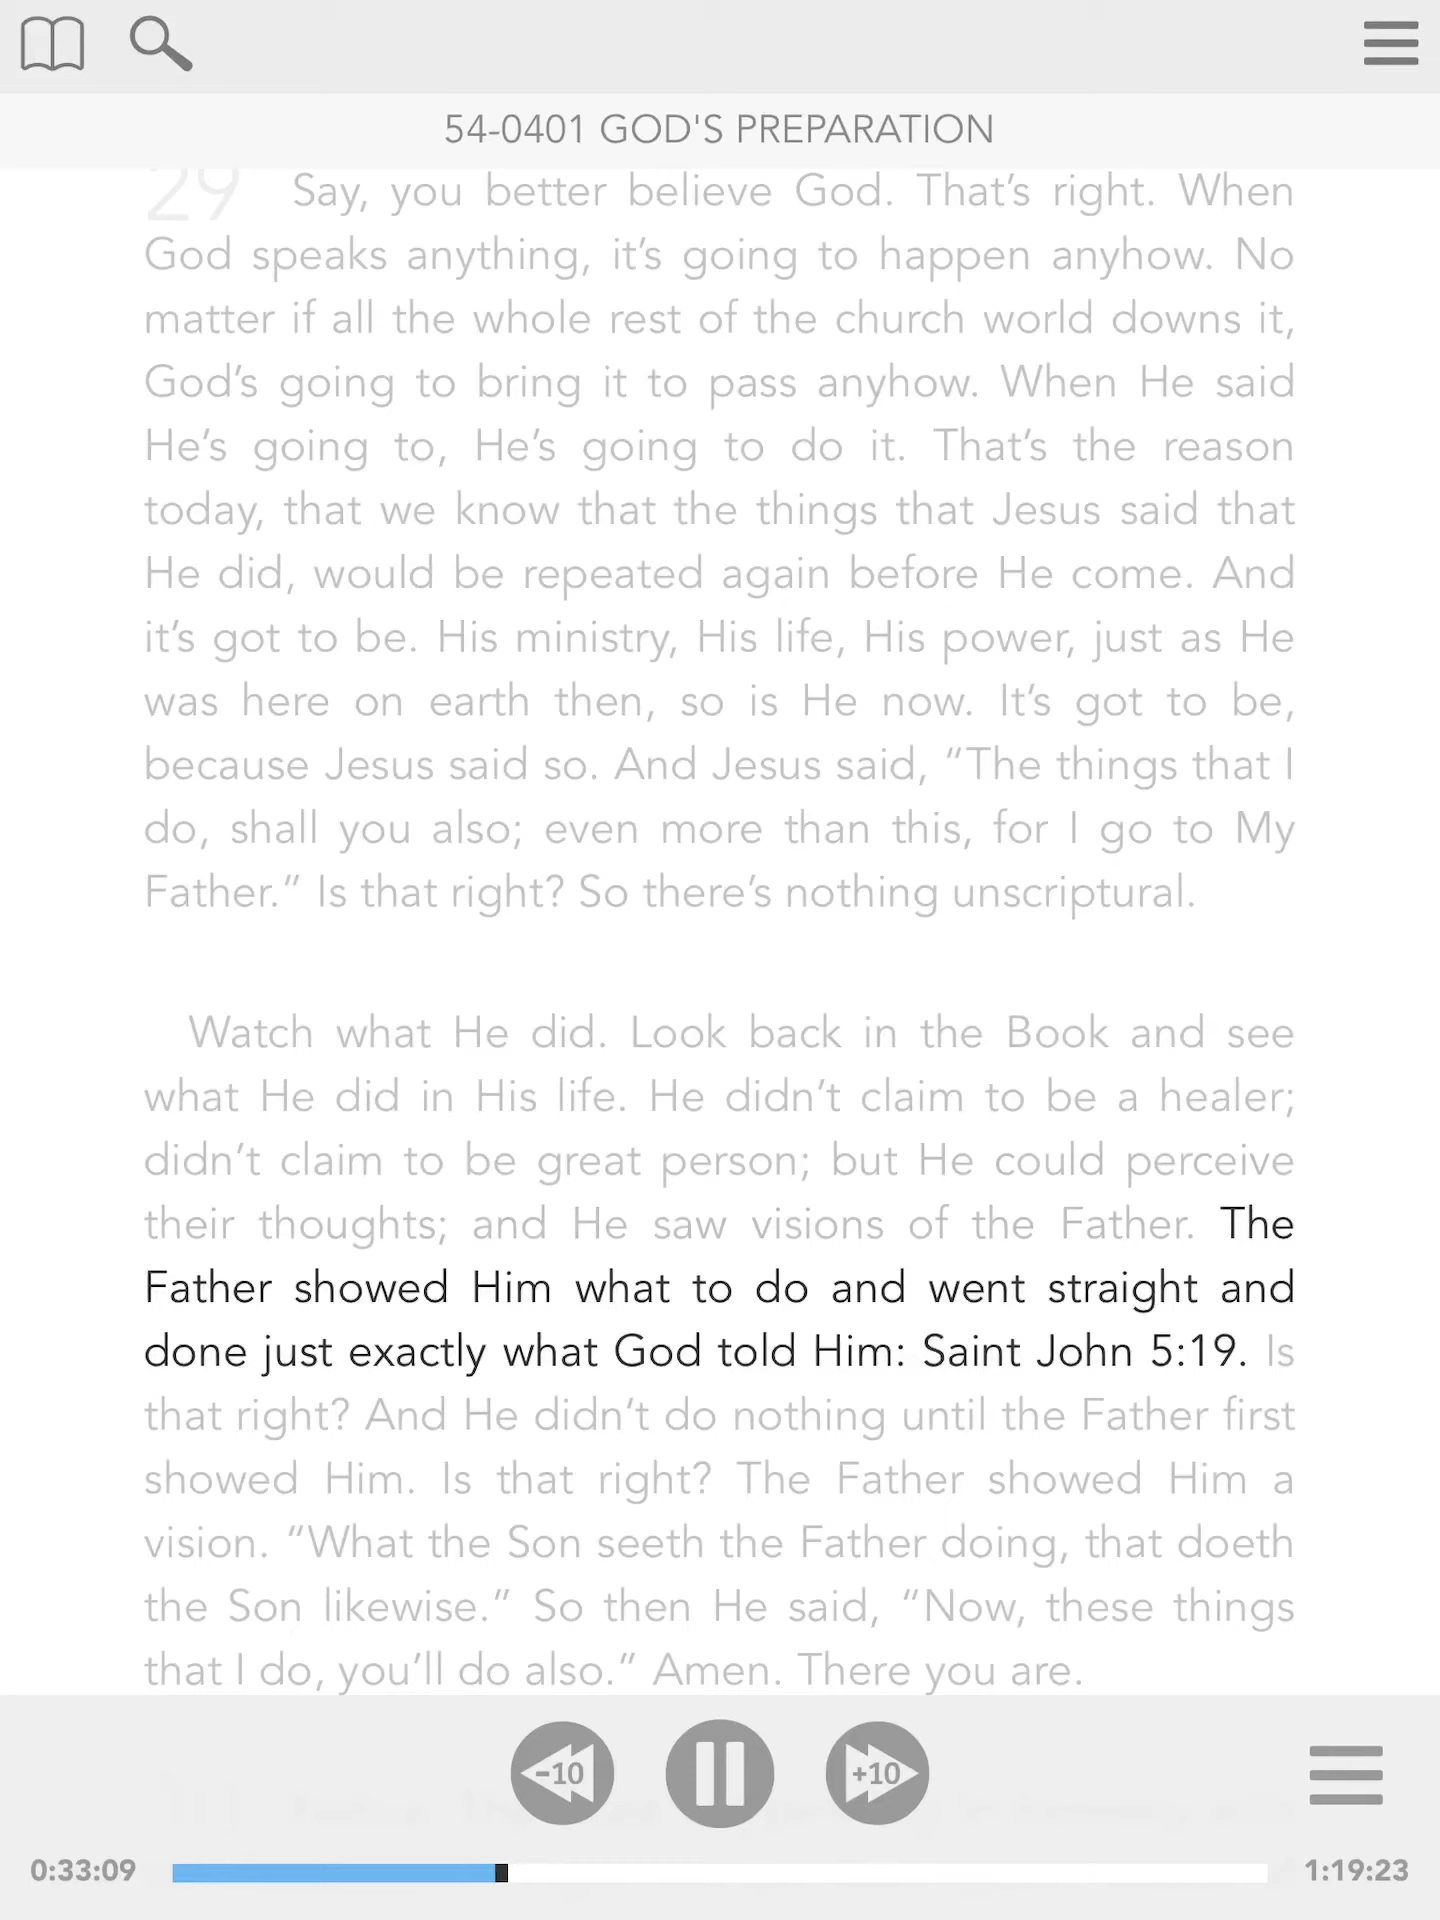 54-0401 GOD'S PREPARATION
29 Say, you better believe God. That’s right. When
God speaks anything, it’s going to happen anyhow. No
matter if all the whole rest of the church world downs it,
God’s going to bring it to pass anyhow. When He said
He’s going to, He’s going to do it. That’s the reason
today, that we know that the things that Jesus said that
He did, would be repeated again before He come. And
it’s got to be. His ministry, His life, His power, just as He
was here on earth then, so is He now. It’s got to be,
because Jesus said so. And Jesus said, “The things that I
do, shall you also; even more than this, for I go to My
Father.” Is that right? So there’s nothing unscriptural.
Watch what He did. Look back in the Book and see
what He did in His life. He didn’t claim to be a healer;
didn’t claim to be great person; but He could perceive
their thoughts; and He saw visions of the Father. The
Father showed Him what to do and went straight and
done just exactly what God told Him: Saint John 5:19. Is
that right? And He didn’t do nothing until the Father first
showed Him. Is that right? The Father showed Him a
vision. “What the Son seeth the Father doing, that doeth
the Son likewise.” So then He said, “Now, these things
that I do, you’ll do also.” Amen. There you are.
-10 +10
0:33:09 1:19:23